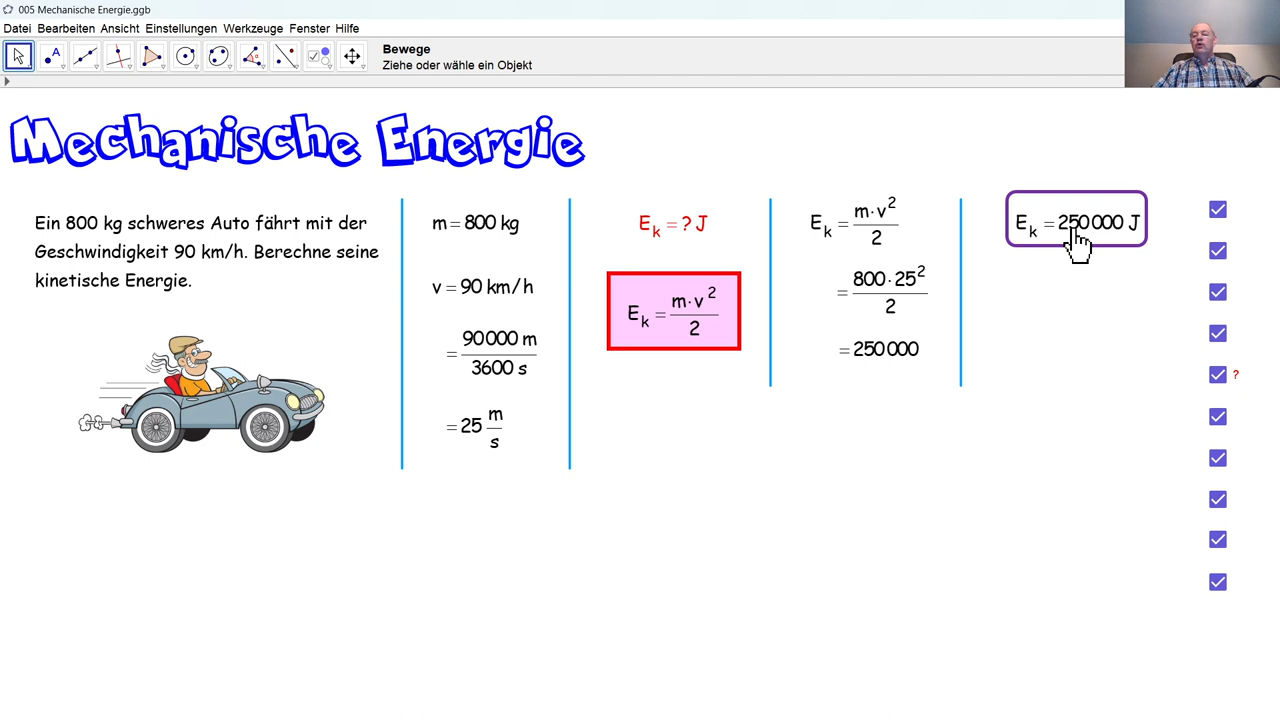 005 Mechanische Energie.ggb
Datei Bearbeiten Ansicht Einstellungen Werkzeuge Fenster Hilfe
A
Bewege
Ziehe oder wähle ein Objekt
Mechanische Energie
Ein 800 kg schweres Auto fährt mit der
Geschwindigkeit 90 km/h. Berechne seine
kinetische Energie.
m = 800 kg
v = 90 km/h
= 90000 m / 3600 s
= 25 m/s
E_k = ? J
E_k = m·v² / 2
E_k = m·v² / 2
= 800·25² / 2
= 250000
E_k = 250000 J
?